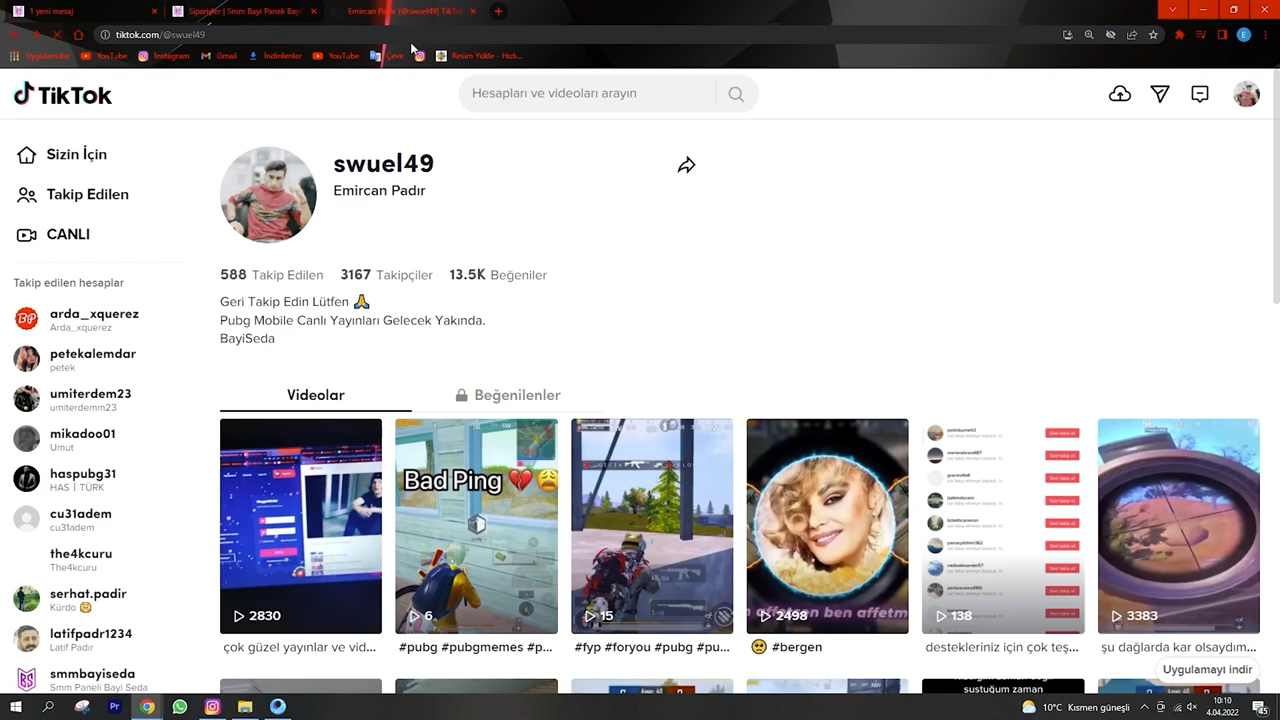 1 yeni mesaj
Siparişler | Smm Bayi Paneli Bayi
Emircan Padır (@swuel49) TikTok
tiktok.com/@swuel49
E
Uygulamalar
YouTube
Instagram
Gmail
İndirilenler
YouTube
Çevir
Resim Yükle - Hızlı...
TikTok
Hesapları ve videoları arayın
Sizin İçin
Takip Edilen
CANLI
Takip edilen hesaplar
arda_xquerez
Arda_xquerez
petekalemdar
petek
umiterdem23
umiterdemm23
mikadoo01
Umut
haspubg31
HAS | TÜRK
cu31adem
cu31adem
the4kcuru
The4kcuru
serhat.padir
Kürdo 😊
latifpadr1234
Latif Padır
smmbayiseda
Smm Paneli Bayi Seda
swuel49
Emircan Padır
588 Takip Edilen 3167 Takipçiler 13.5K Beğeniler
Geri Takip Edin Lütfen 🙏
Pubg Mobile Canlı Yayınları Gelecek Yakında.
BayiSeda
Videolar
Beğenilenler
2830
çok güzel yayınlar ve vid...
Bad Ping 💔
6
#pubg #pubgmemes #p...
15
#fyp #foryou #pubg #pu...
ben affetm
2498
🥺 #bergen
138
destekleriniz için çok teş...
3383
şu dağlarda kar olsaydım...
sustuğum zaman
Uygulamayı indir
Pr
10°C Kısmen güneşli
10:10
4.04.2022
45